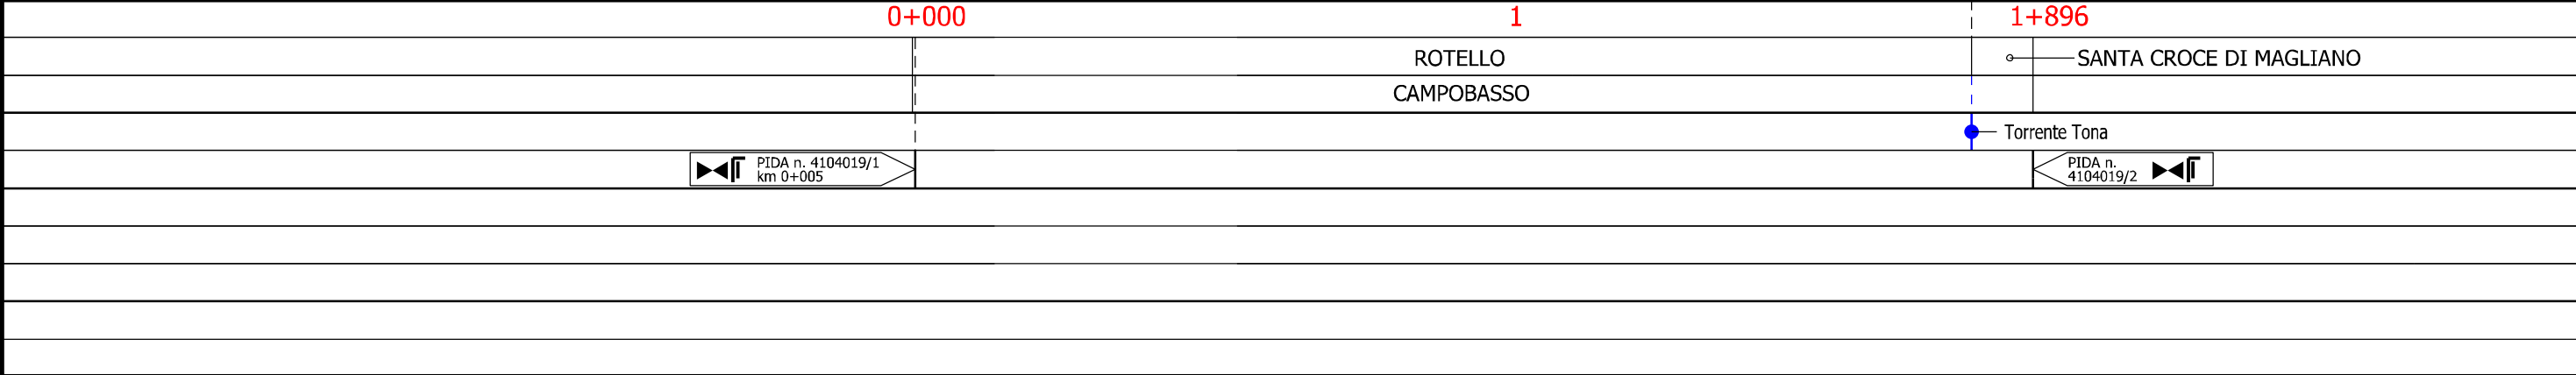 0+000 1 1+896
ROTELLO SANTA CROCE DI MAGLIANO
CAMPOBASSO
Torrente Tona
PIDA n. 4104019/1
km 0+005
PIDA n.
4104019/2